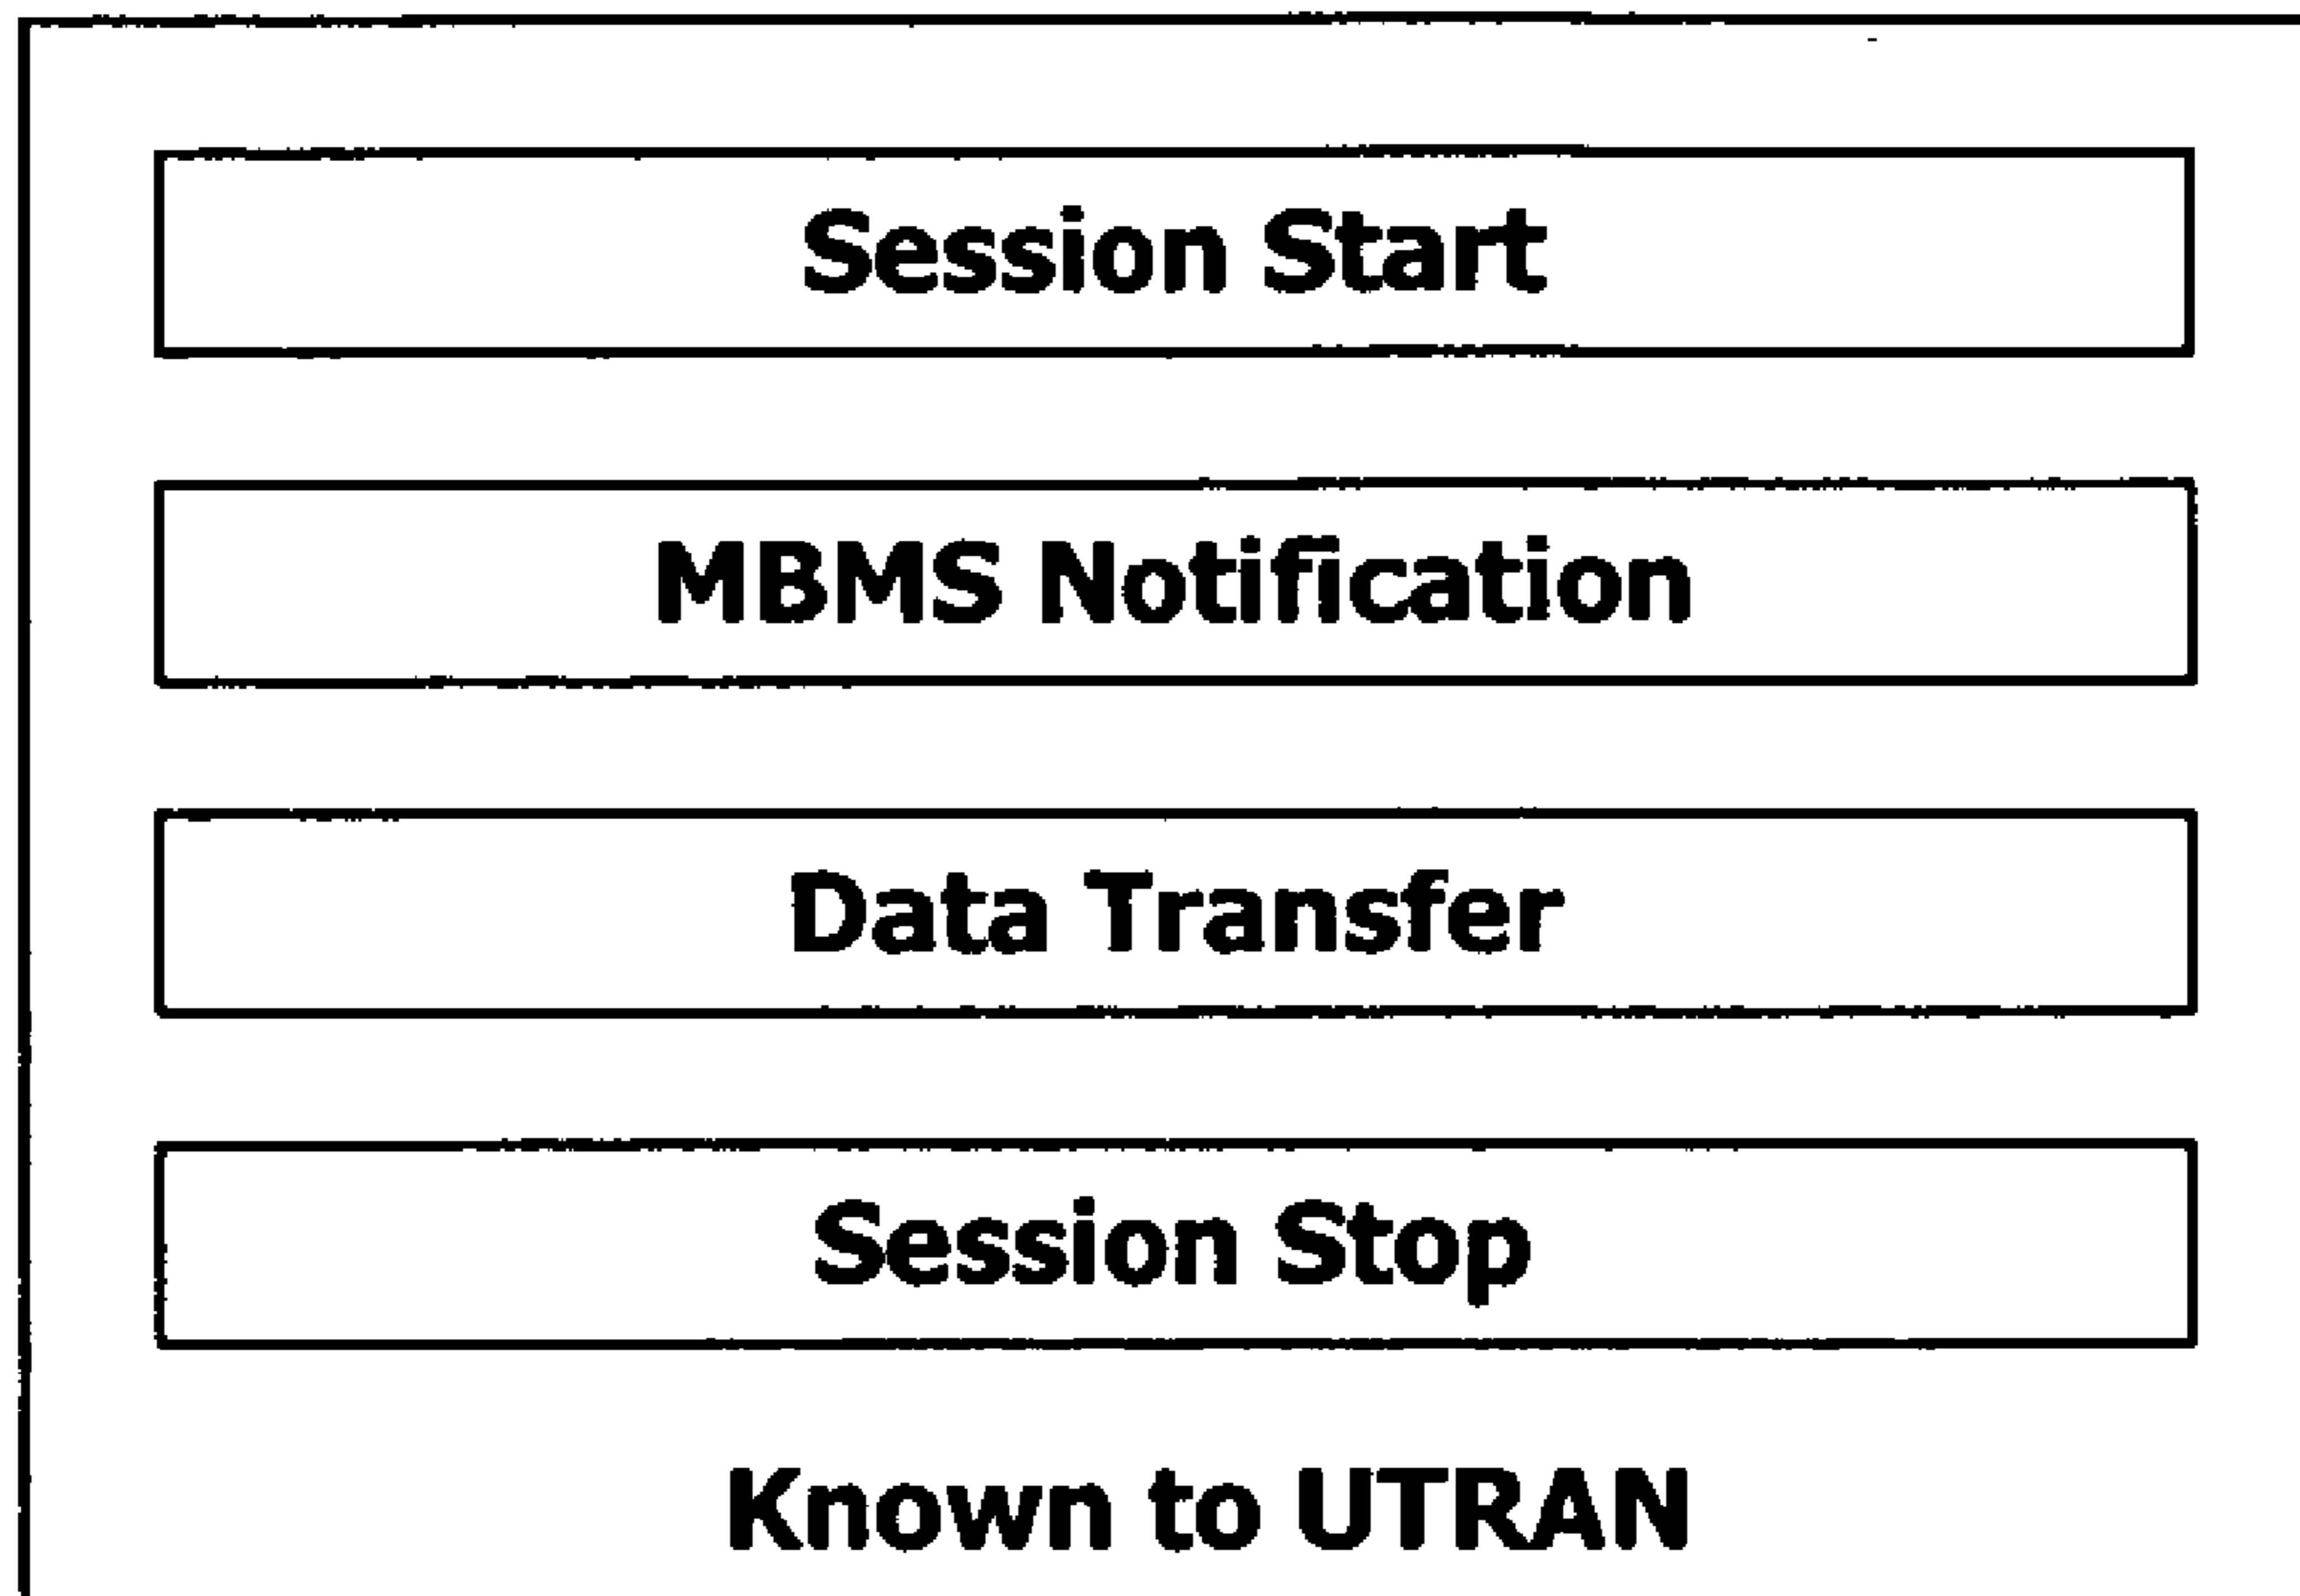 Session Start
MBMS Notification
Data Transfer
Session Stop
Known to UTRAN